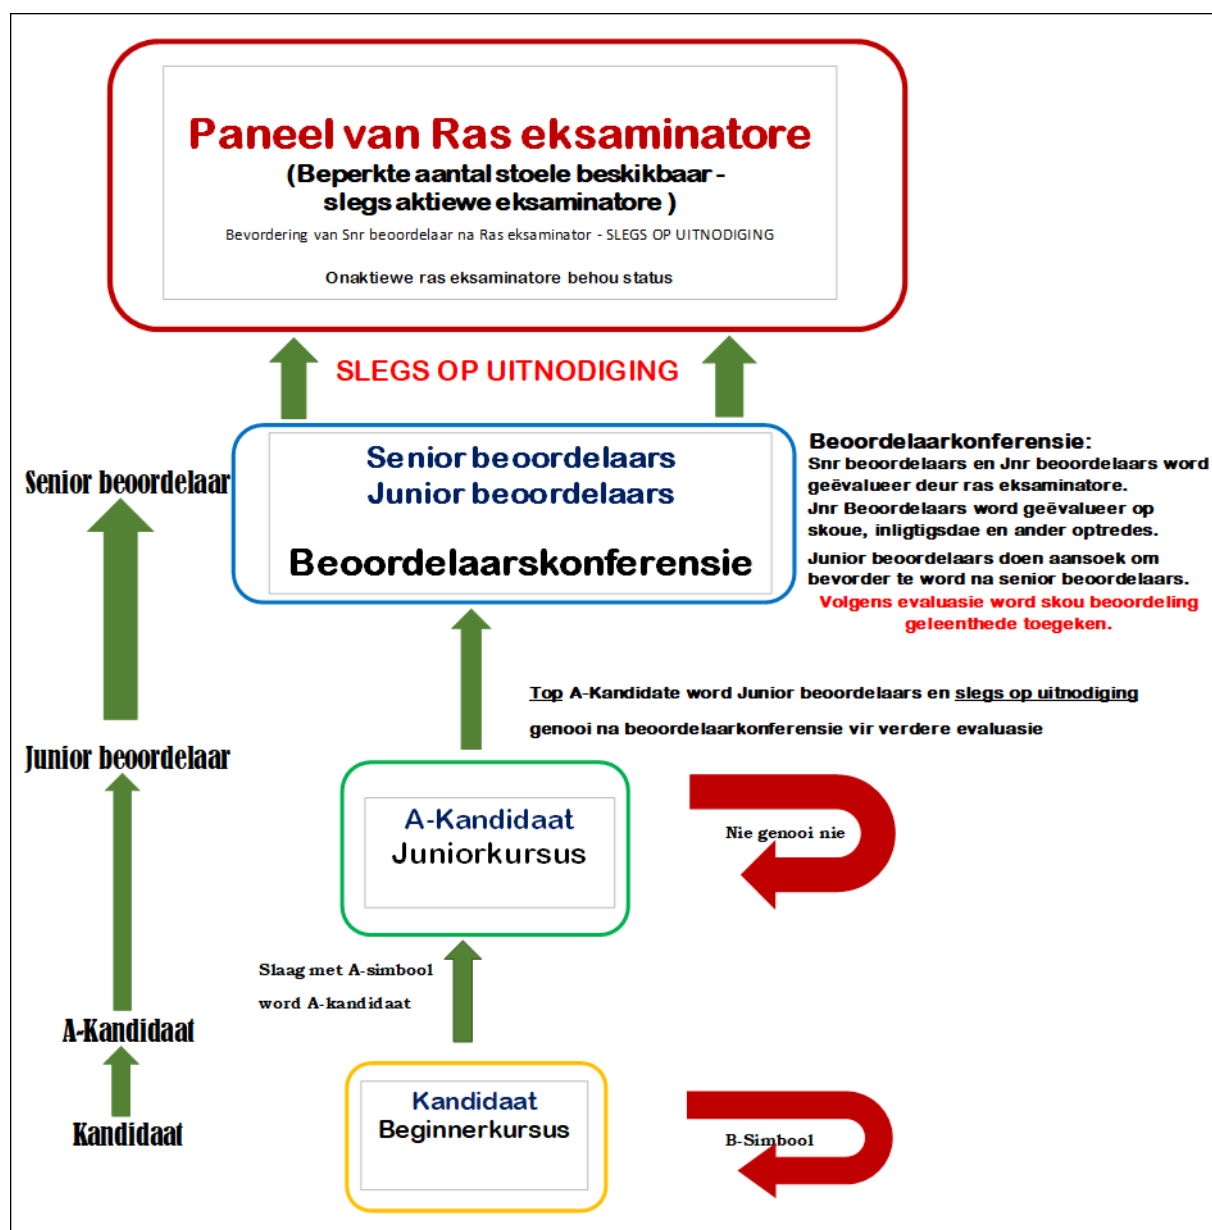 Paneel van Ras eksaminatore
(Beperkte aantal stoele beskikbaar -
slegs aktiewe eksaminatore )
Bevordering van Snr beoordelaar na Ras eksaminator - SLEGS OP UITNODIGING
Onaktiewe ras eksaminatore behou status
SLEGS OP UITNODIGING
Senior beoordelaar
Senior beoordelaars
Junior beoordelaars
Beoordelaarskonferensie
Beoordelaarkonferensie:
Snr beoordelaars en Jnr beoordelaars word
geëvalueer deur ras eksaminatore.
Jnr Beoordelaars word geëvalueer op
skoue, inligtigsdae en ander optredes.
Junior beoordelaars doen aansoek om
bevorder te word na senior beoordelaars.
Volgens evaluasie word skou beoordeling
geleenthede toegeken.
Top A-Kandidate word Junior beoordelaars en slegs op uitnodiging
genooi na beoordelaarkonferensie vir verdere evaluasie
Junior beoordelaar
A-Kandidaat
Juniorkursus
Nie genooi nie
Slaag met A-simbool
word A-kandidaat
A-Kandidaat
Kandidaat
Beginnerkursus
Kandidaat
B-Simbool